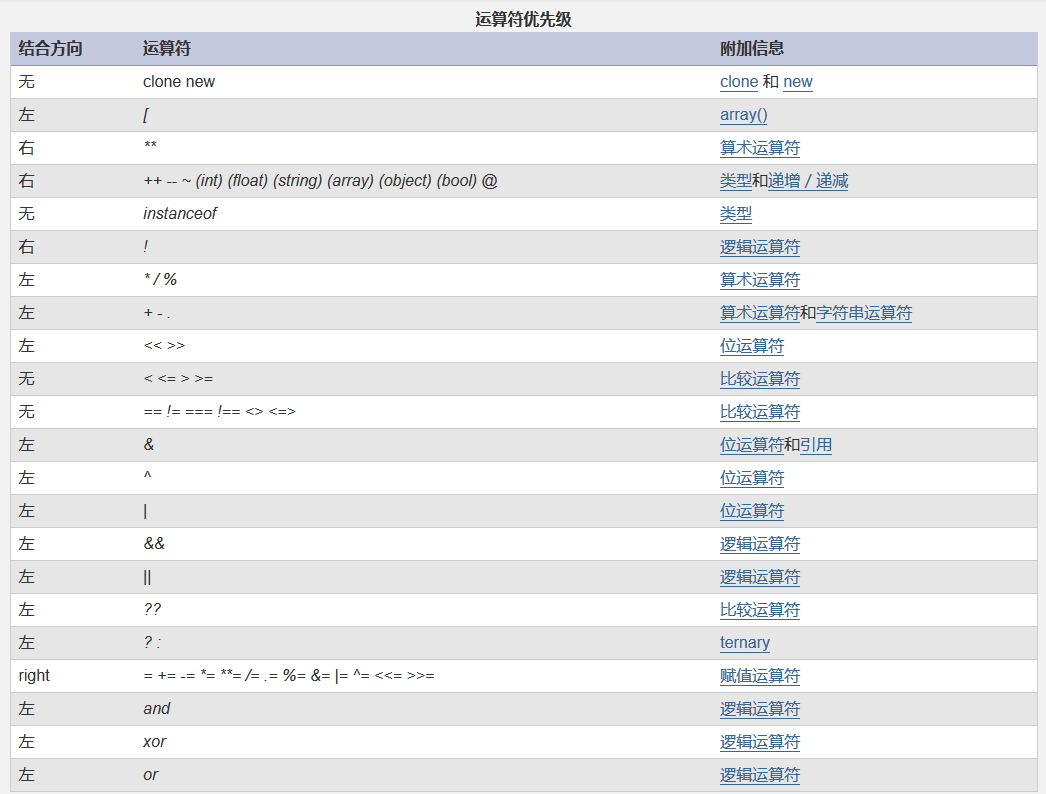 运算符优先级
结合方向 运算符 附加信息
无 clone new clone 和 new
左 [ array()
右 ** 算术运算符
右 ++ -- ~ (int) (float) (string) (array) (object) (bool) @ 类型和递增 / 递减
无 instanceof 类型
右 ! 逻辑运算符
左 * / % 算术运算符
左 + - . 算术运算符和字符串运算符
左 << >> 位运算符
无 < <= > >= 比较运算符
无 == != === !== <> <=> 比较运算符
左 & 位运算符和引用
左 ^ 位运算符
左 | 位运算符
左 && 逻辑运算符
左 || 逻辑运算符
左 ?? 比较运算符
左 ? : ternary
right = += -= *= **= /= .= %= &= |= ^= <<= >>= 赋值运算符
左 and 逻辑运算符
左 xor 逻辑运算符
左 or 逻辑运算符